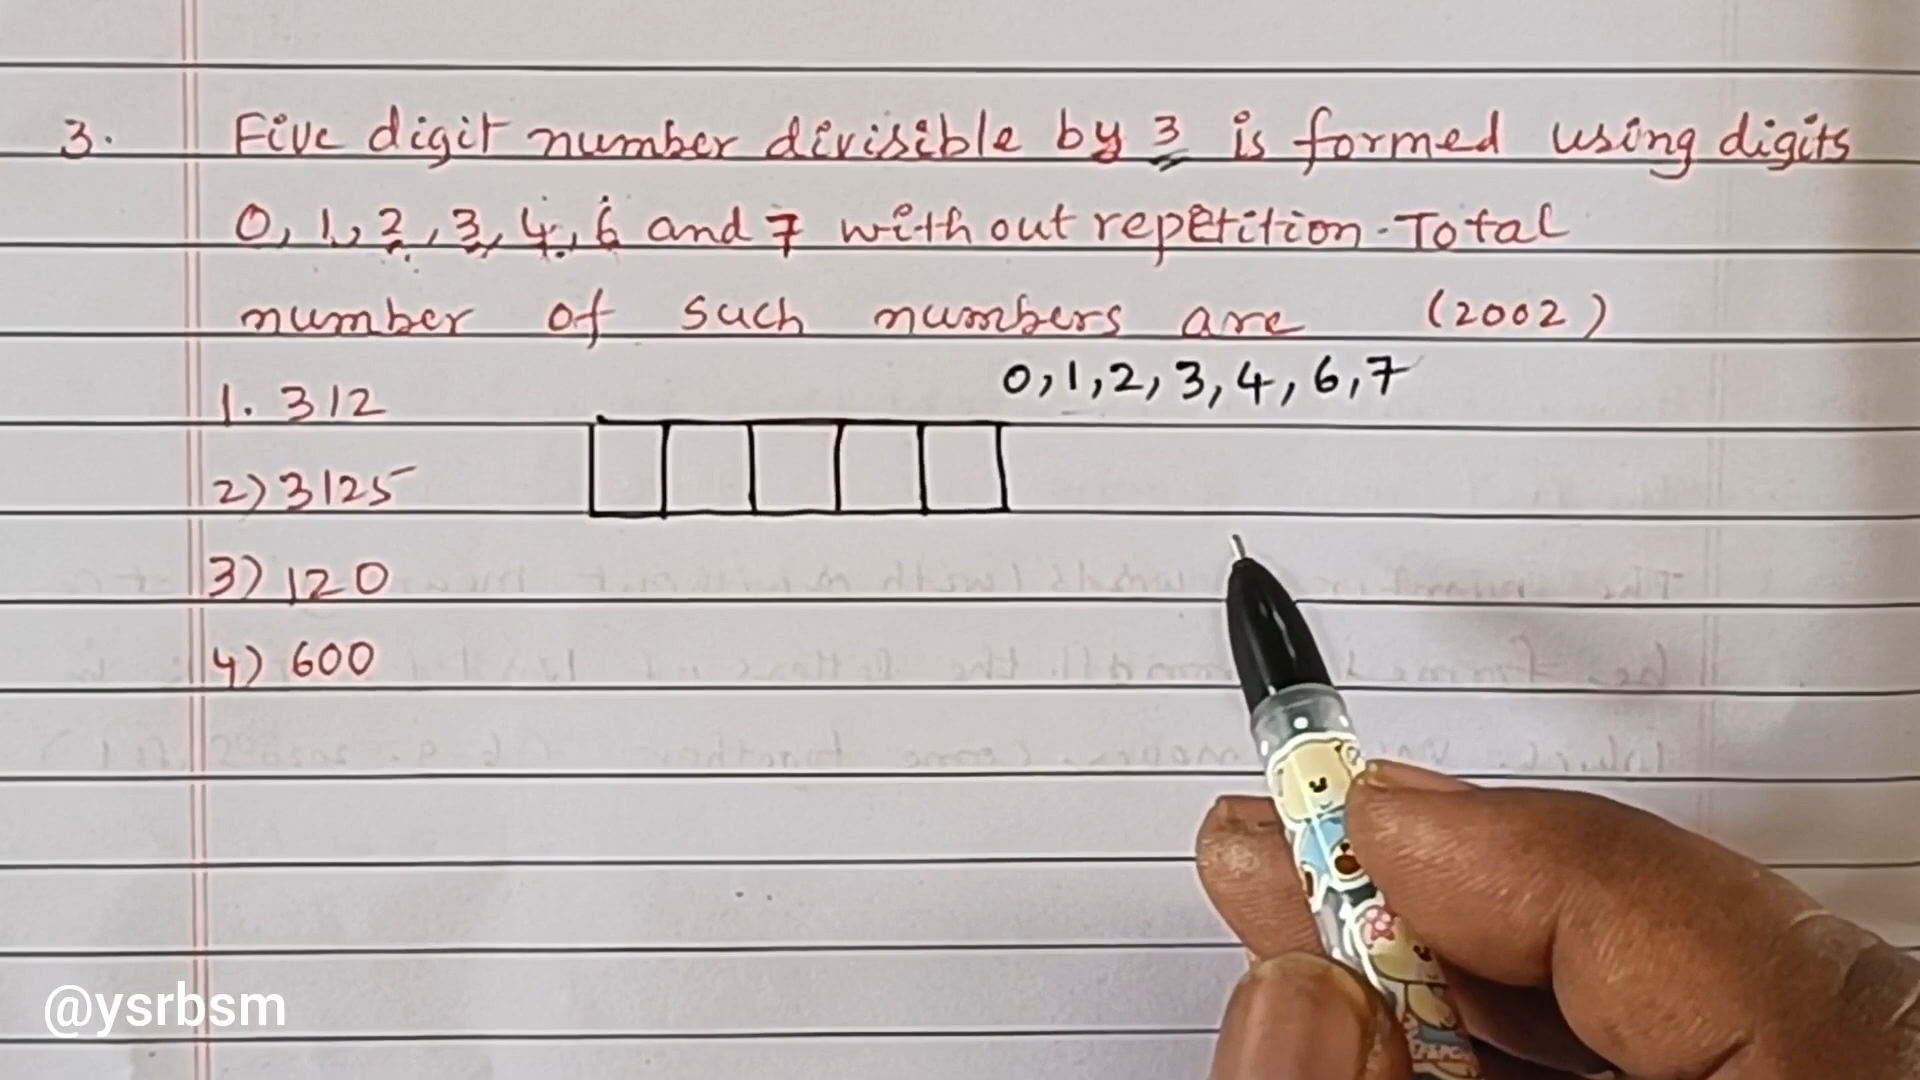 3. Five digit number divisible by 3 is formed using digits
0, 1, 2, 3, 4, 6 and 7 without repetition. Total
number of such numbers are (2002)
0, 1, 2, 3, 4, 6, 7
1. 312
2) 3125
3) 120
4) 600
@ysrbsm